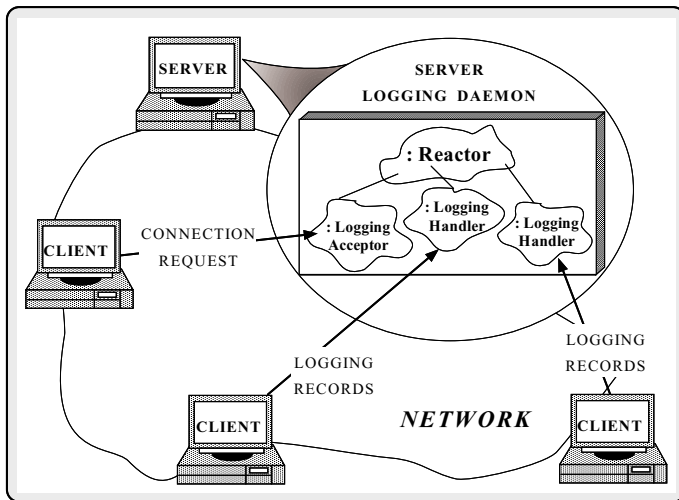 SERVER
SERVER
LOGGING DAEMON
: Reactor
: Logging
Acceptor
: Logging
Handler
: Logging
Handler
CLIENT
CONNECTION
REQUEST
LOGGING
RECORDS
LOGGING
RECORDS
CLIENT
NETWORK
CLIENT